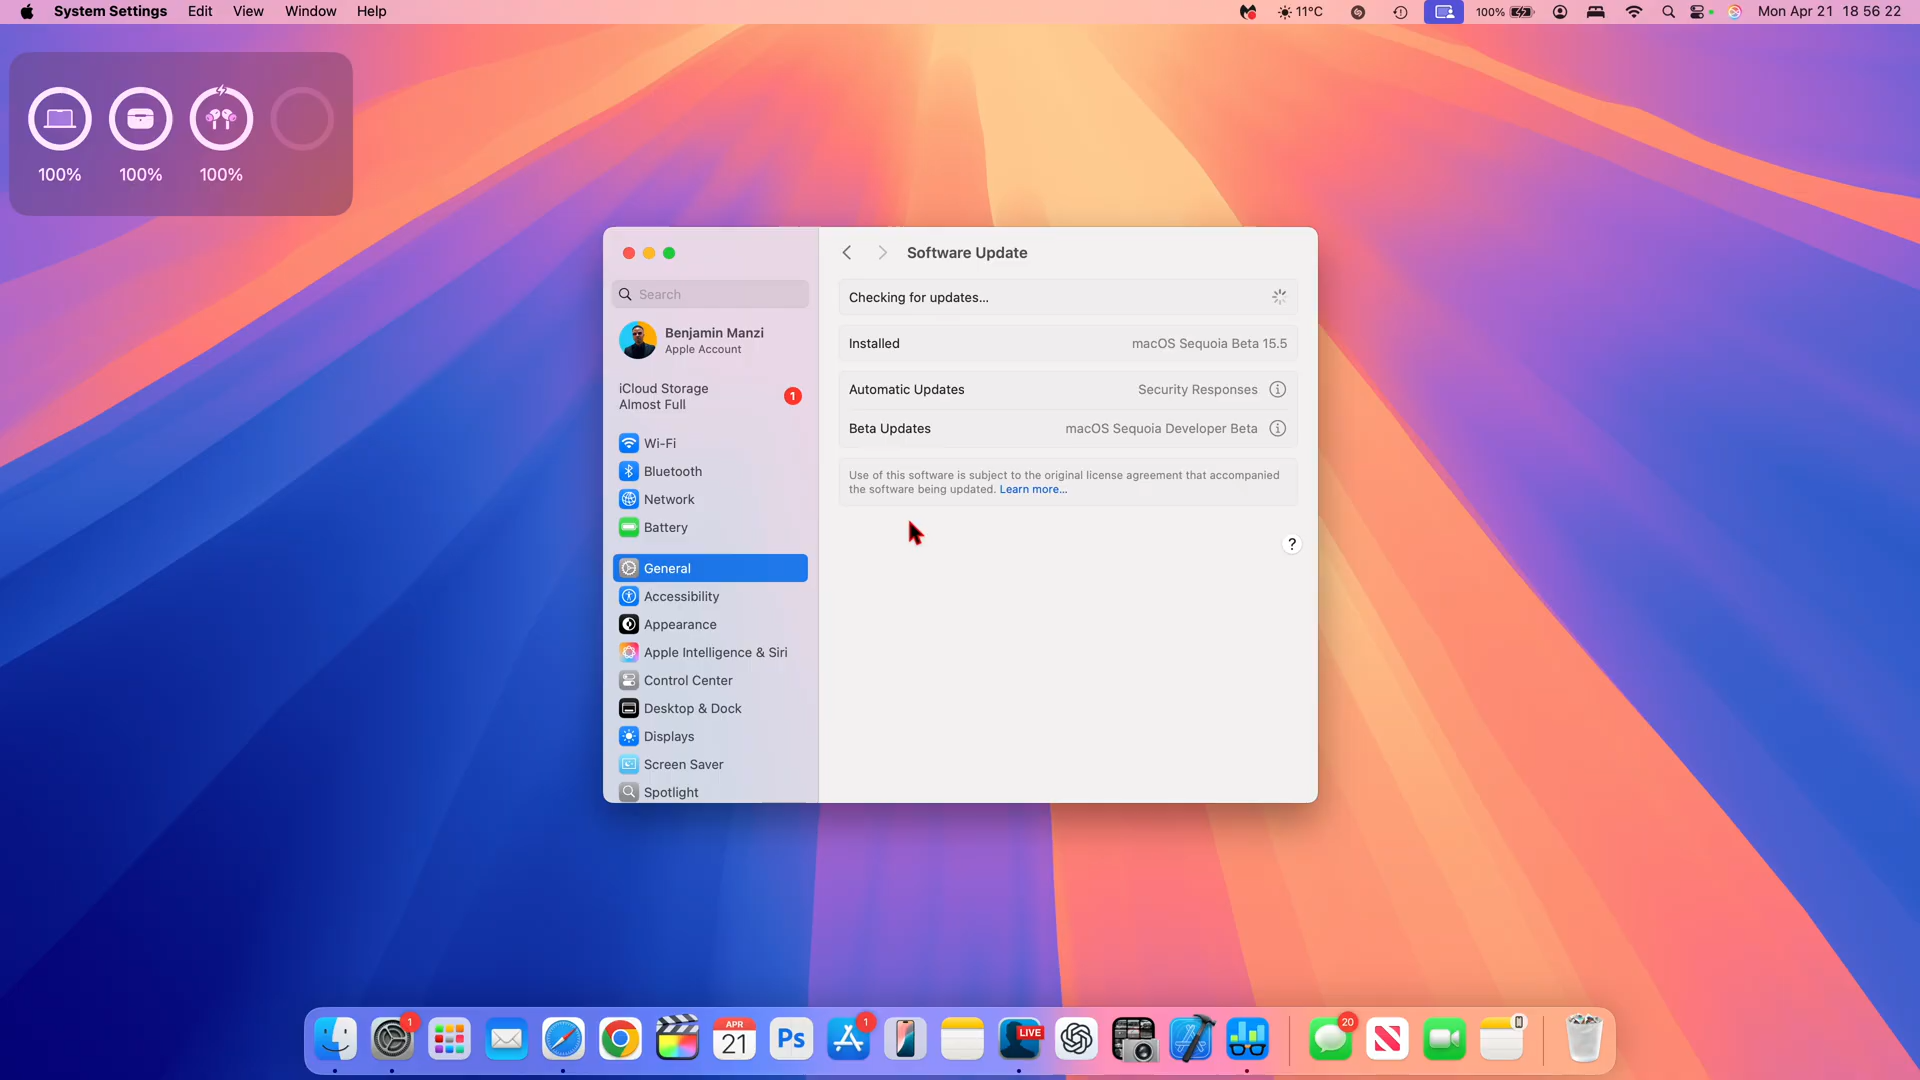 System Settings Edit View Window Help
11°C 100% Mon Apr 21 18 56 22
100% 100% 100%
Software Update
Search
Checking for updates...
Benjamin Manzi
Apple Account
Installed macOS Sequoia Beta 15.5
iCloud Storage
Almost Full
1
Automatic Updates Security Responses
Beta Updates macOS Sequoia Developer Beta
Use of this software is subject to the original license agreement that accompanied
the software being updated. Learn more...
?
Wi-Fi
Bluetooth
Network
Battery
General
Accessibility
Appearance
Apple Intelligence & Siri
Control Center
Desktop & Dock
Displays
Screen Saver
Spotlight
1
APR
21
Ps
1
LIVE
20